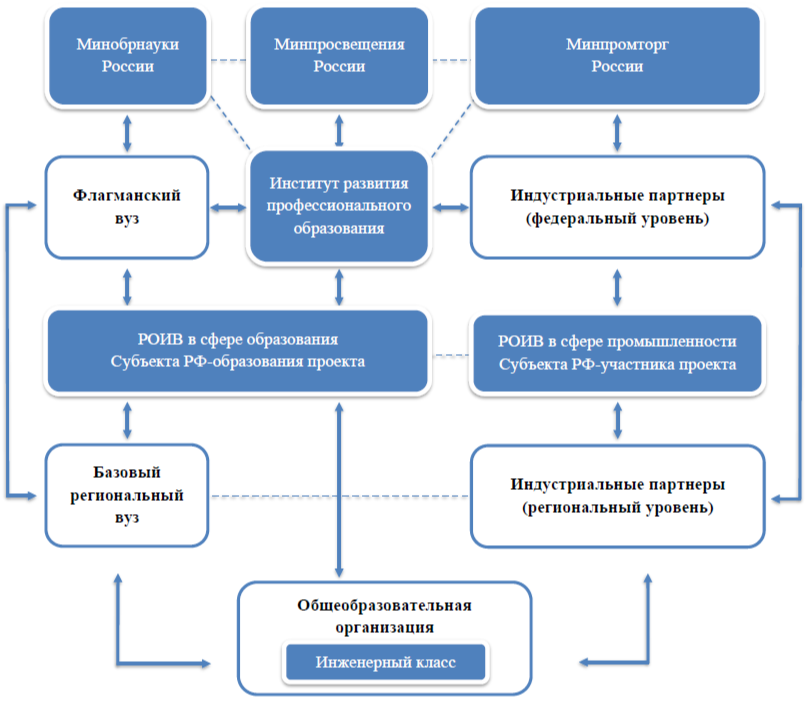 Минобрнауки
России
Минпросвещения
России
Минпромторг
России
Флагманский
вуз
Институт развития
профессионального
образования
Индустриальные партнеры
(федеральный уровень)
РОИВ в сфере образования
Субъекта РФ-образования проекта
РОИВ в сфере промышленности
Субъекта РФ-участника проекта
Базовый
региональный
вуз
Индустриальные партнеры
(региональный уровень)
Общеобразовательная
организация
Инженерный класс